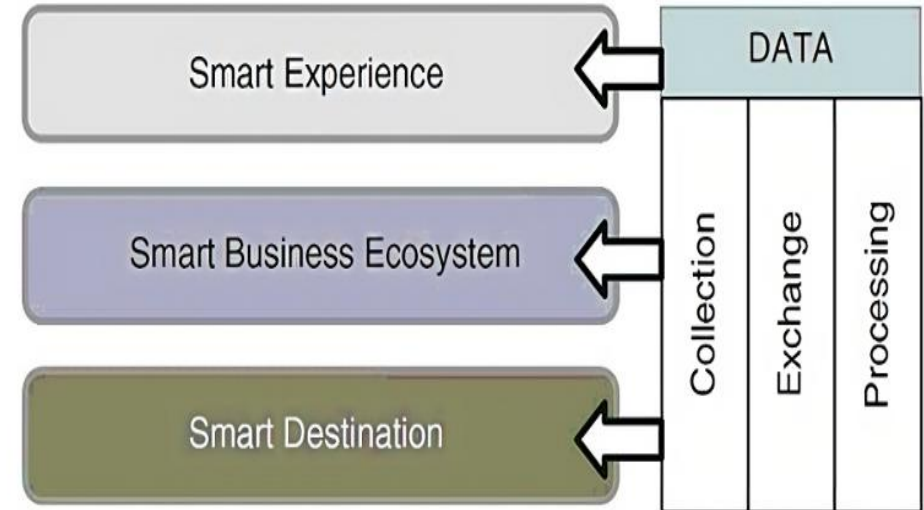 Smart Experience
Smart Business Ecosystem
Smart Destination
DATA
Collection
Exchange
Processing